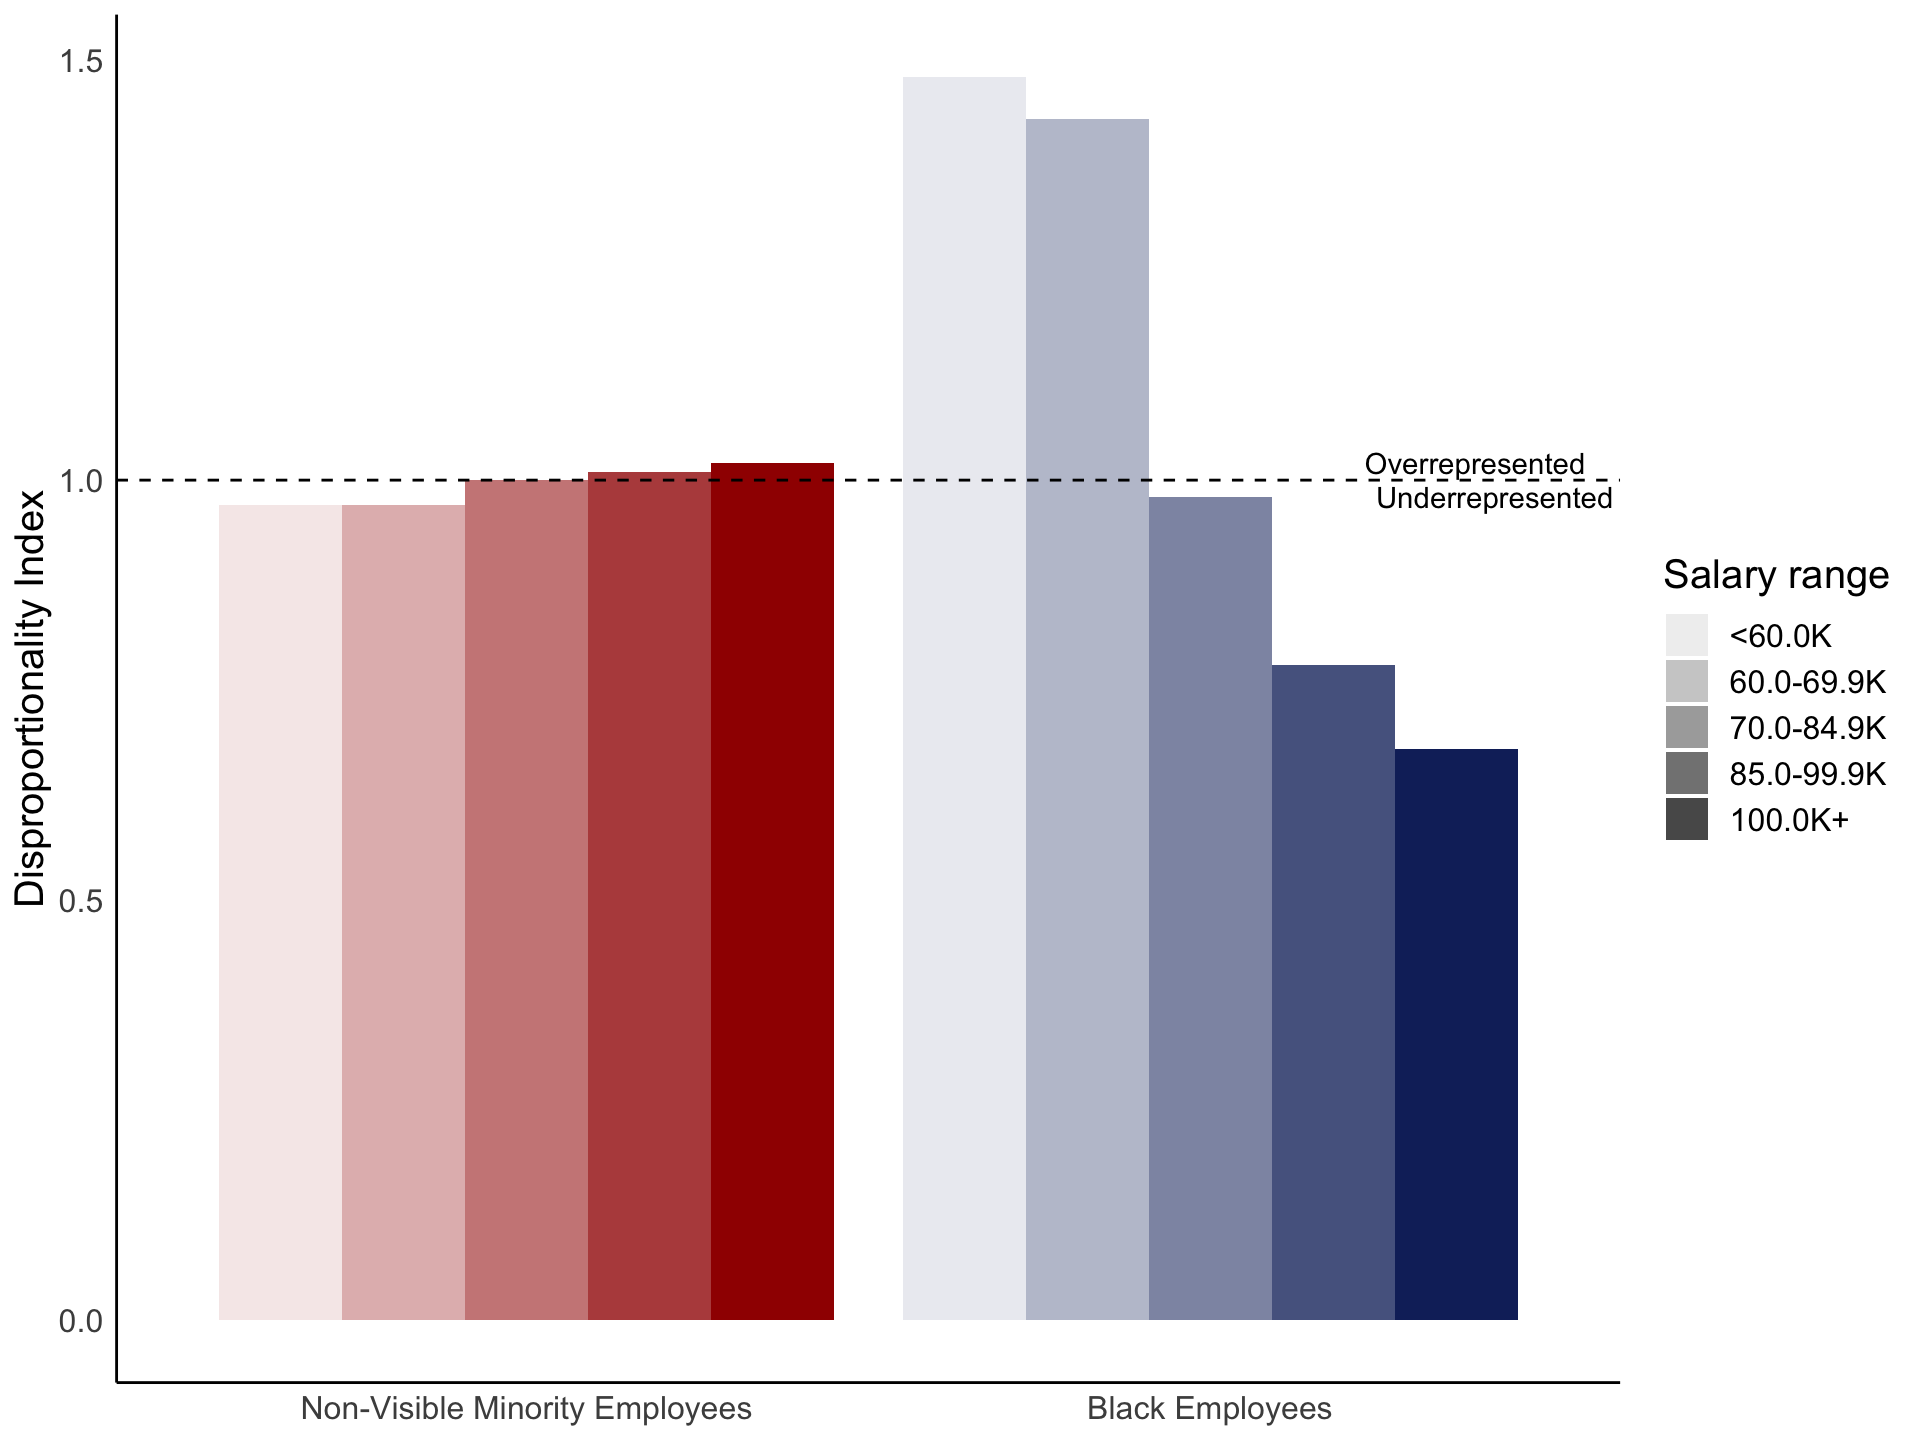 1.5
1.0
0.5
0.0
Disproportionality Index
Overrepresented
Underrepresented
Non-Visible Minority Employees
Black Employees
Salary range
<60.0K
60.0-69.9K
70.0-84.9K
85.0-99.9K
100.0K+